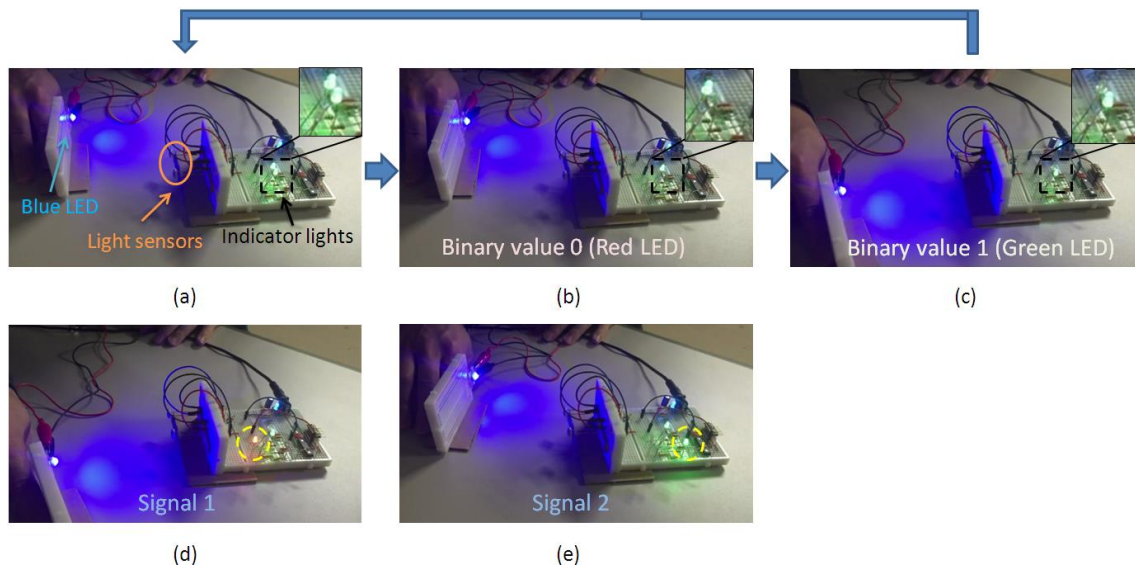 Blue LED
Light sensors
Indicator lights
Binary value 0 (Red LED)
Binary value 1 (Green LED)
(a)
(b)
(c)
Signal 1
Signal 2
(d)
(e)